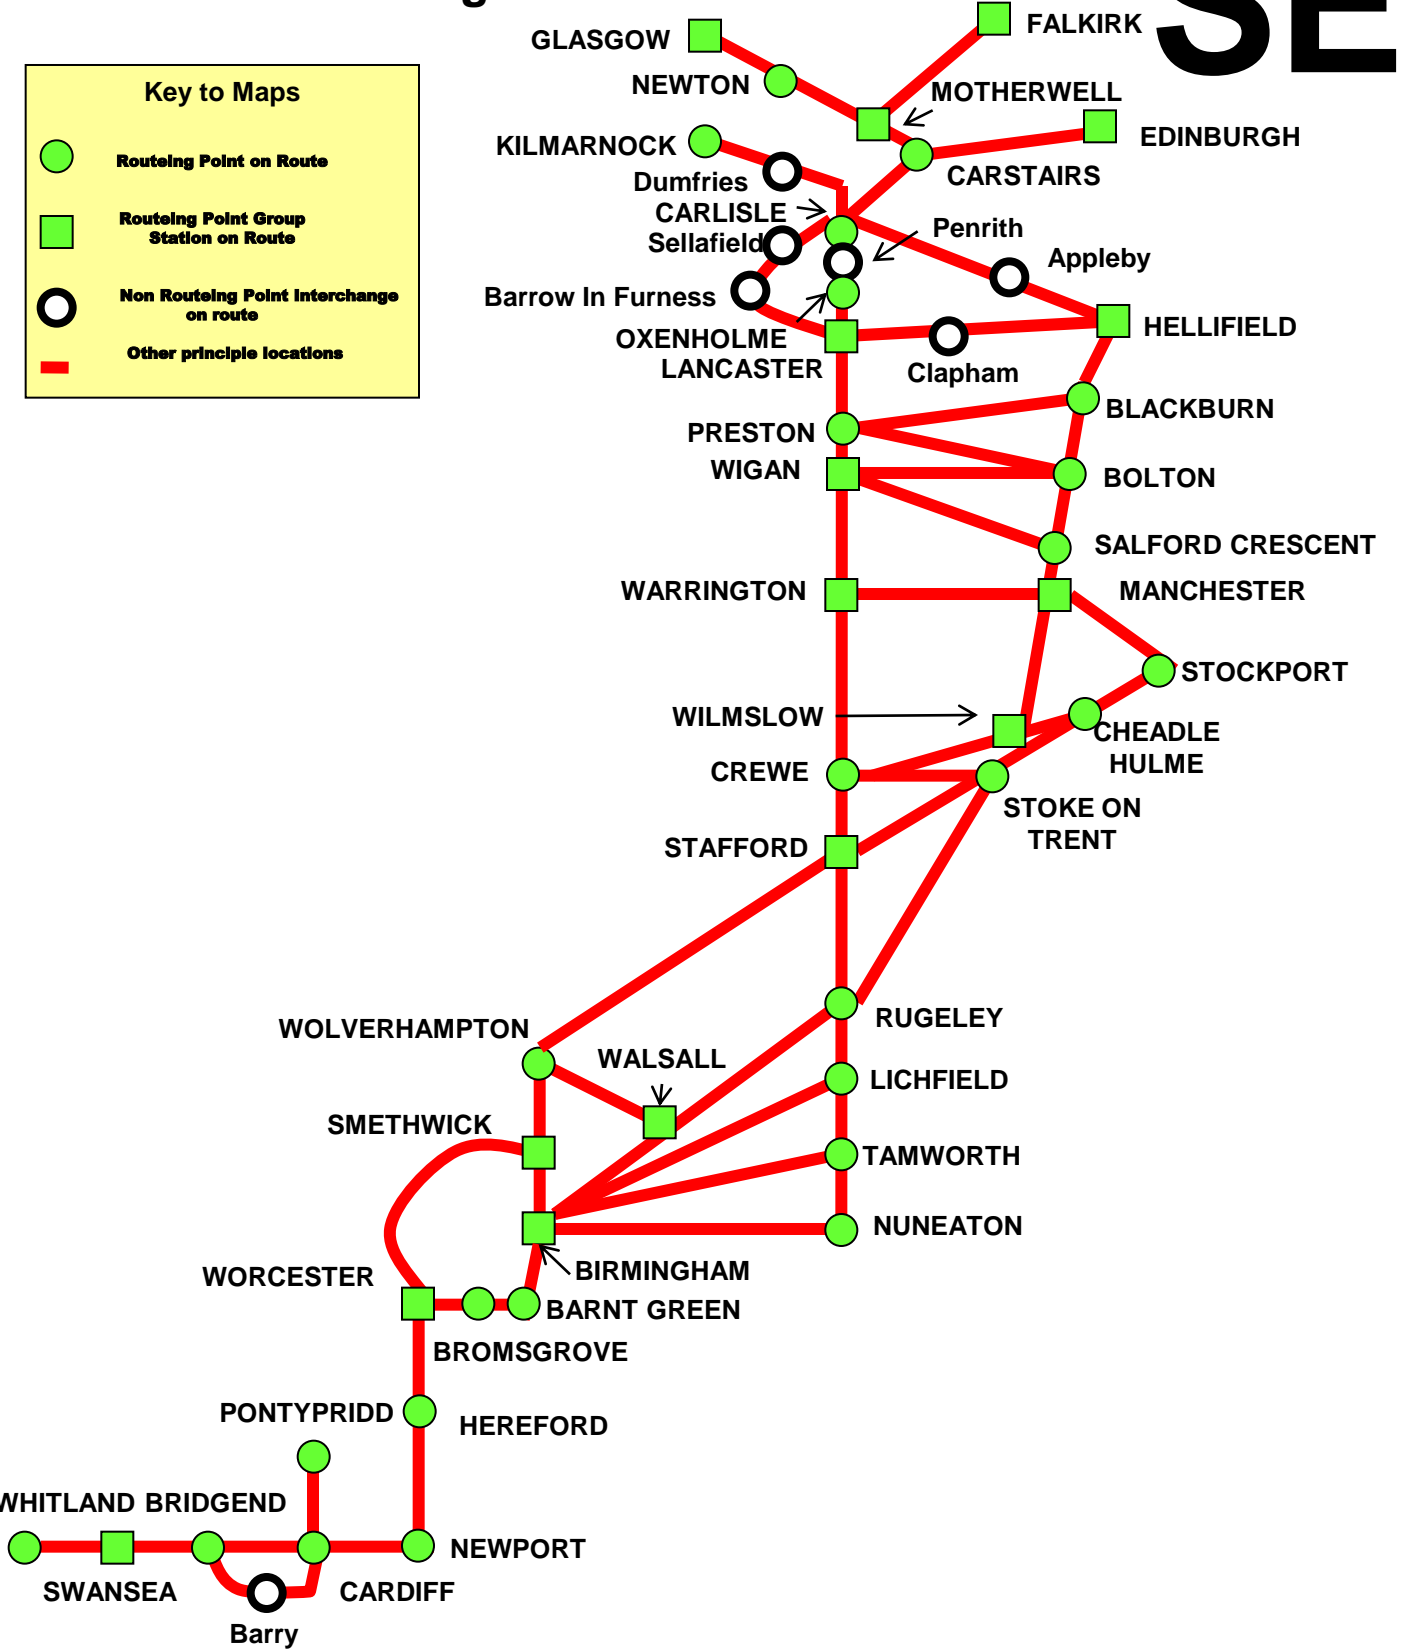 g
SE
GLASGOW
FALKIRK
NEWTON
MOTHERWELL
Key to Maps
Routeing Point on Route
Routeing Point Group
Station on Route
Non Routeing Point Interchange
on route
Other principle locations
KILMARNOCK
EDINBURGH
Dumfries
CARSTAIRS
CARLISLE
Sellafield
Penrith
Appleby
Barrow In Furness
OXENHOLME
HELLIFIELD
LANCASTER
Clapham
BLACKBURN
PRESTON
WIGAN
BOLTON
SALFORD CRESCENT
WARRINGTON
MANCHESTER
STOCKPORT
WILMSLOW
CHEADLE
HULME
CREWE
STOKE ON
TRENT
STAFFORD
RUGELEY
WOLVERHAMPTON
WALSALL
LICHFIELD
SMETHWICK
TAMWORTH
NUNEATON
BIRMINGHAM
WORCESTER
BARNT GREEN
BROMSGROVE
PONTYPRIDD
HEREFORD
WHITLAND BRIDGEND
NEWPORT
SWANSEA
CARDIFF
Barry